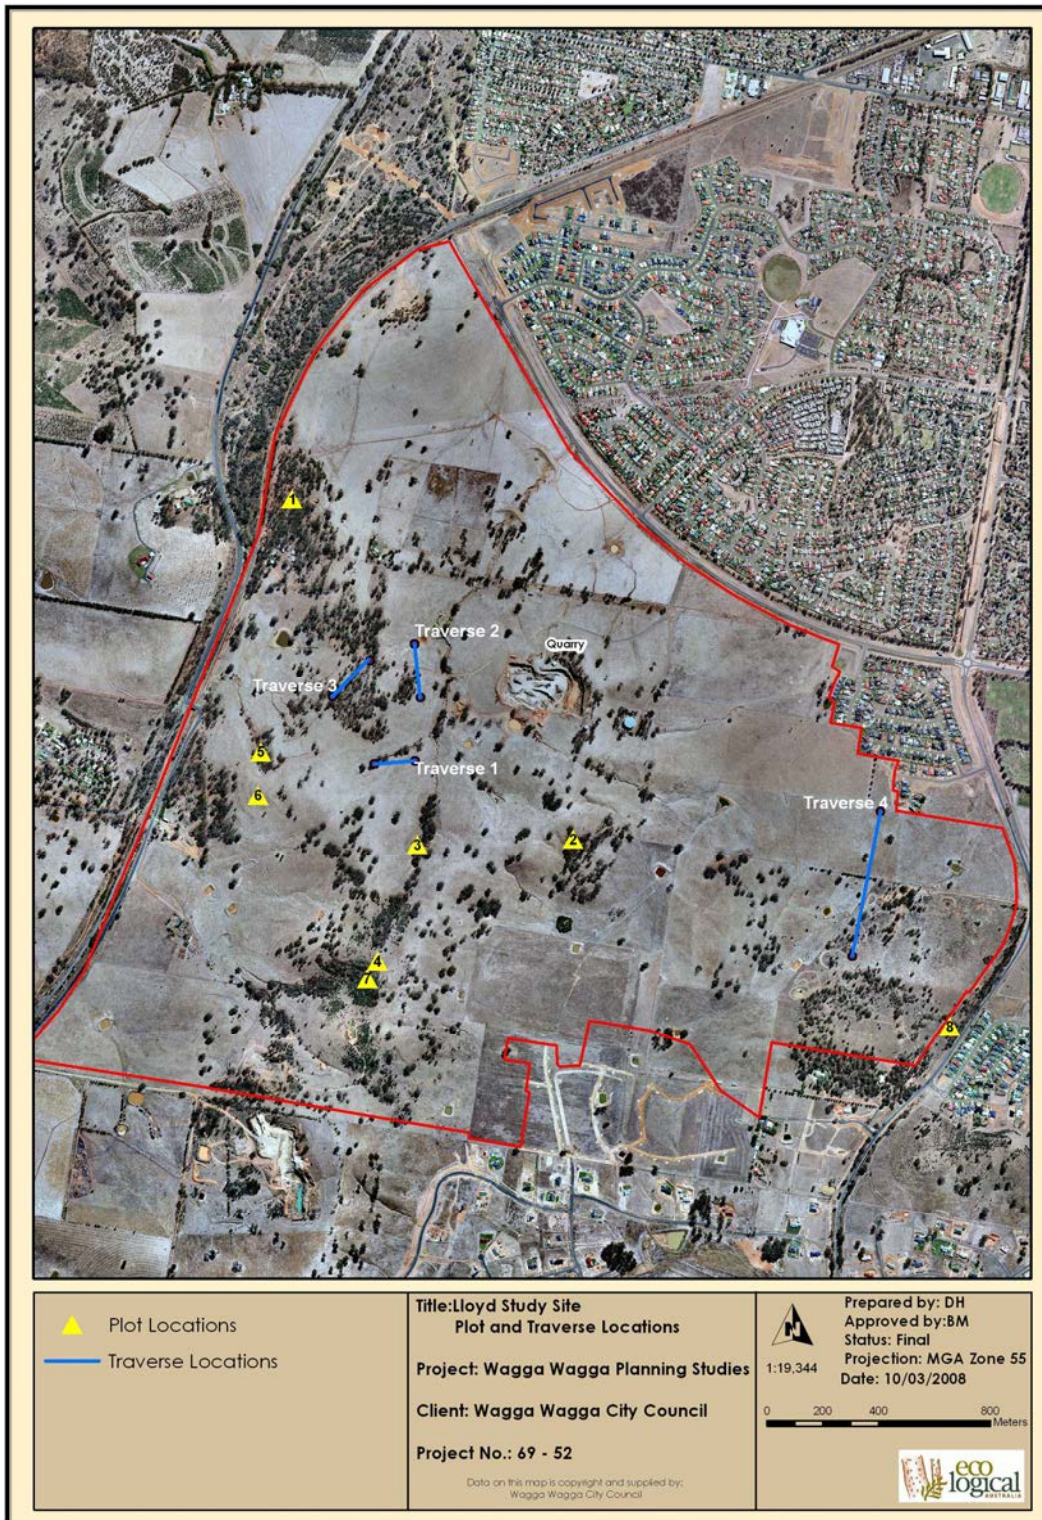 1
Traverse 2
Quarry
Traverse 3
5
Traverse 1
6
Traverse 4
3
2
4
7
8
Plot Locations
Traverse Locations
Title:Lloyd Study Site
Plot and Traverse Locations
Project: Wagga Wagga Planning Studies
Client: Wagga Wagga City Council
Project No.: 69 - 52
Data on this map is copyright and supplied by:
Wagga Wagga City Council
N
1:19,344
Prepared by: DH
Approved by:BM
Status: Final
Projection: MGA Zone 55
Date: 10/03/2008
0 200 400 800
Meters
eco
logical
AUSTRALIA